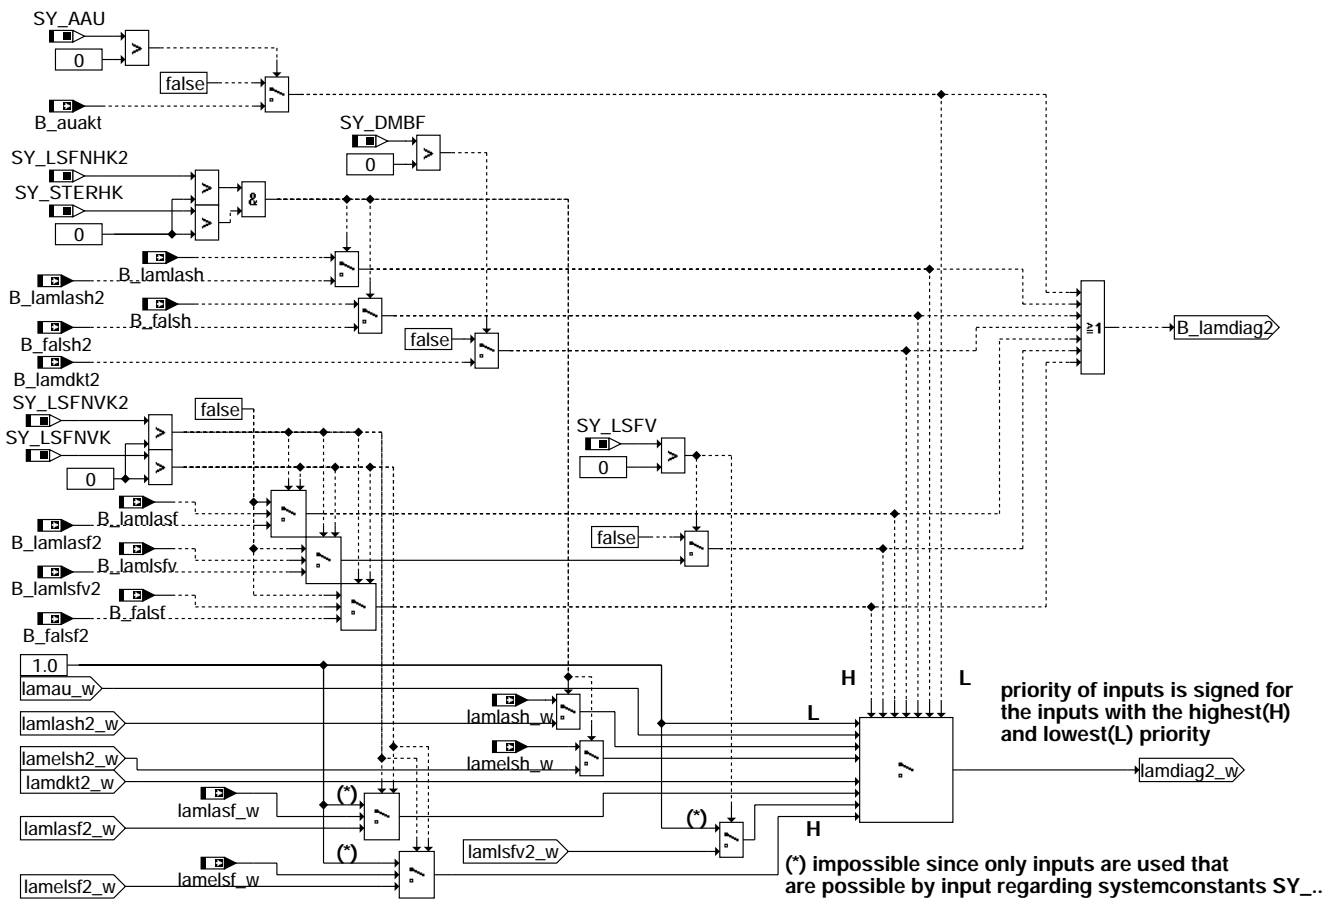 SY_AAU
0
false
B_auakt
SY_DMBF
0
SY_LSFNHK2
SY_STERHK
0
>
>
>
>
&
B_lamlash
B_lamlash2
B_falsh
B_falsh2
false
B_lamdkt2
≧1
B_lamdiag2
SY_LSFNVK2
false
SY_LSFNVK
0
>
>
SY_LSFV
0
>
B_lamlasf
B_lamlasf2
false
B_lamlsfv
B_lamlsfv2
B_falsf
B_falsf2
1.0
lamau_w
lamlash2_w
lamlash_w
lamelsh2_w
lamelsh_w
lamdkt2_w
lamlasf_w
lamlasf2_w
lamelsf_w
lamelsf2_w
lamlsfv2_w
(*)
(*)
(*)
H
L
L
H
priority of inputs is signed for
the inputs with the highest(H)
and lowest(L) priority
lamdiag2_w
(*) impossible since only inputs are used that
are possible by input regarding systemconstants SY_..